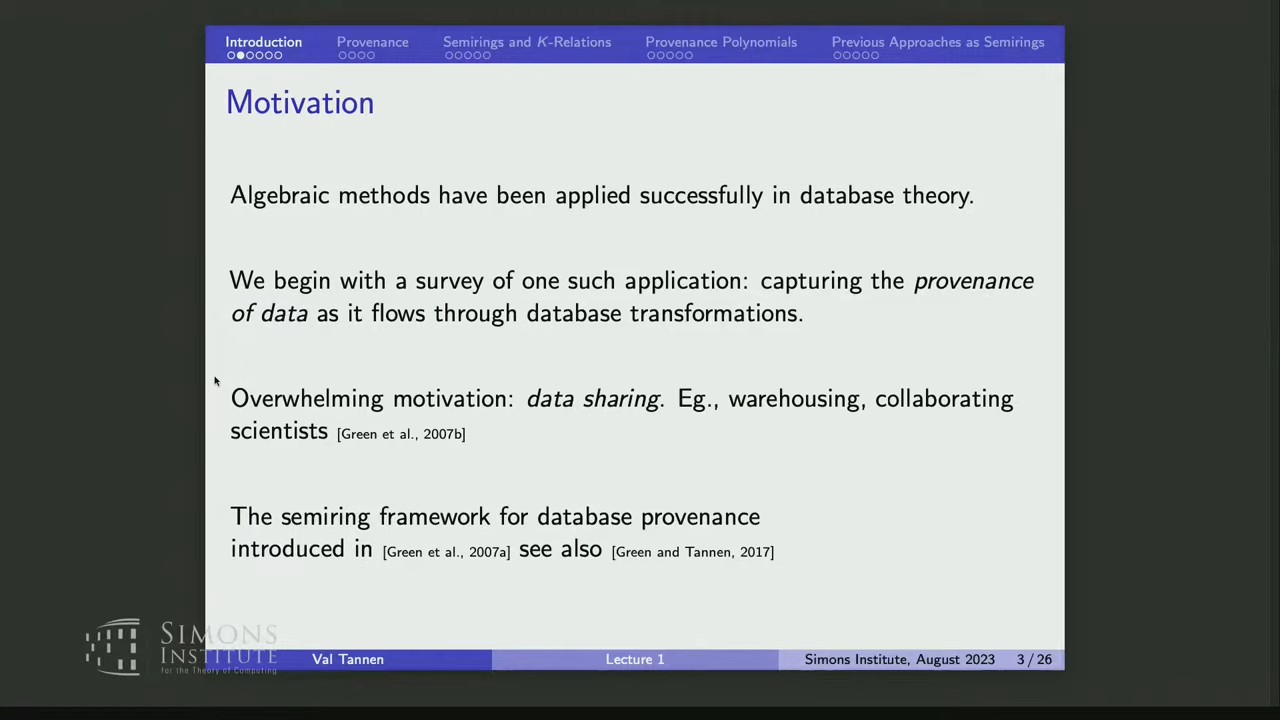 Introduction Provenance Semirings and K-Relations Provenance Polynomials Previous Approaches as Semirings
Motivation
Algebraic methods have been applied successfully in database theory.
We begin with a survey of one such application: capturing the provenance
of data as it flows through database transformations.
Overwhelming motivation: data sharing. Eg., warehousing, collaborating
scientists [Green et al., 2007b]
The semiring framework for database provenance
introduced in [Green et al., 2007a] see also [Green and Tannen, 2017]
SIMONS
INSTITUTE
for the Theory of Computing
Val Tannen Lecture 1 Simons Institute, August 2023 3 / 26